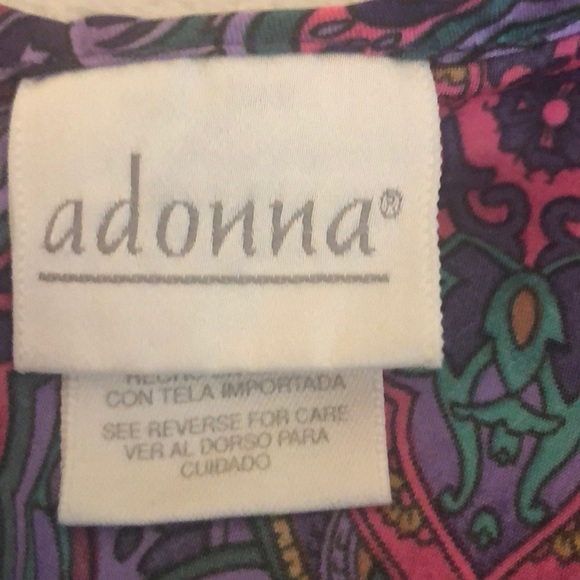 adonna®
CON TELA IMPORTADA
SEE REVERSE FOR CARE
VER AL DORSO PARA
CUIDADO